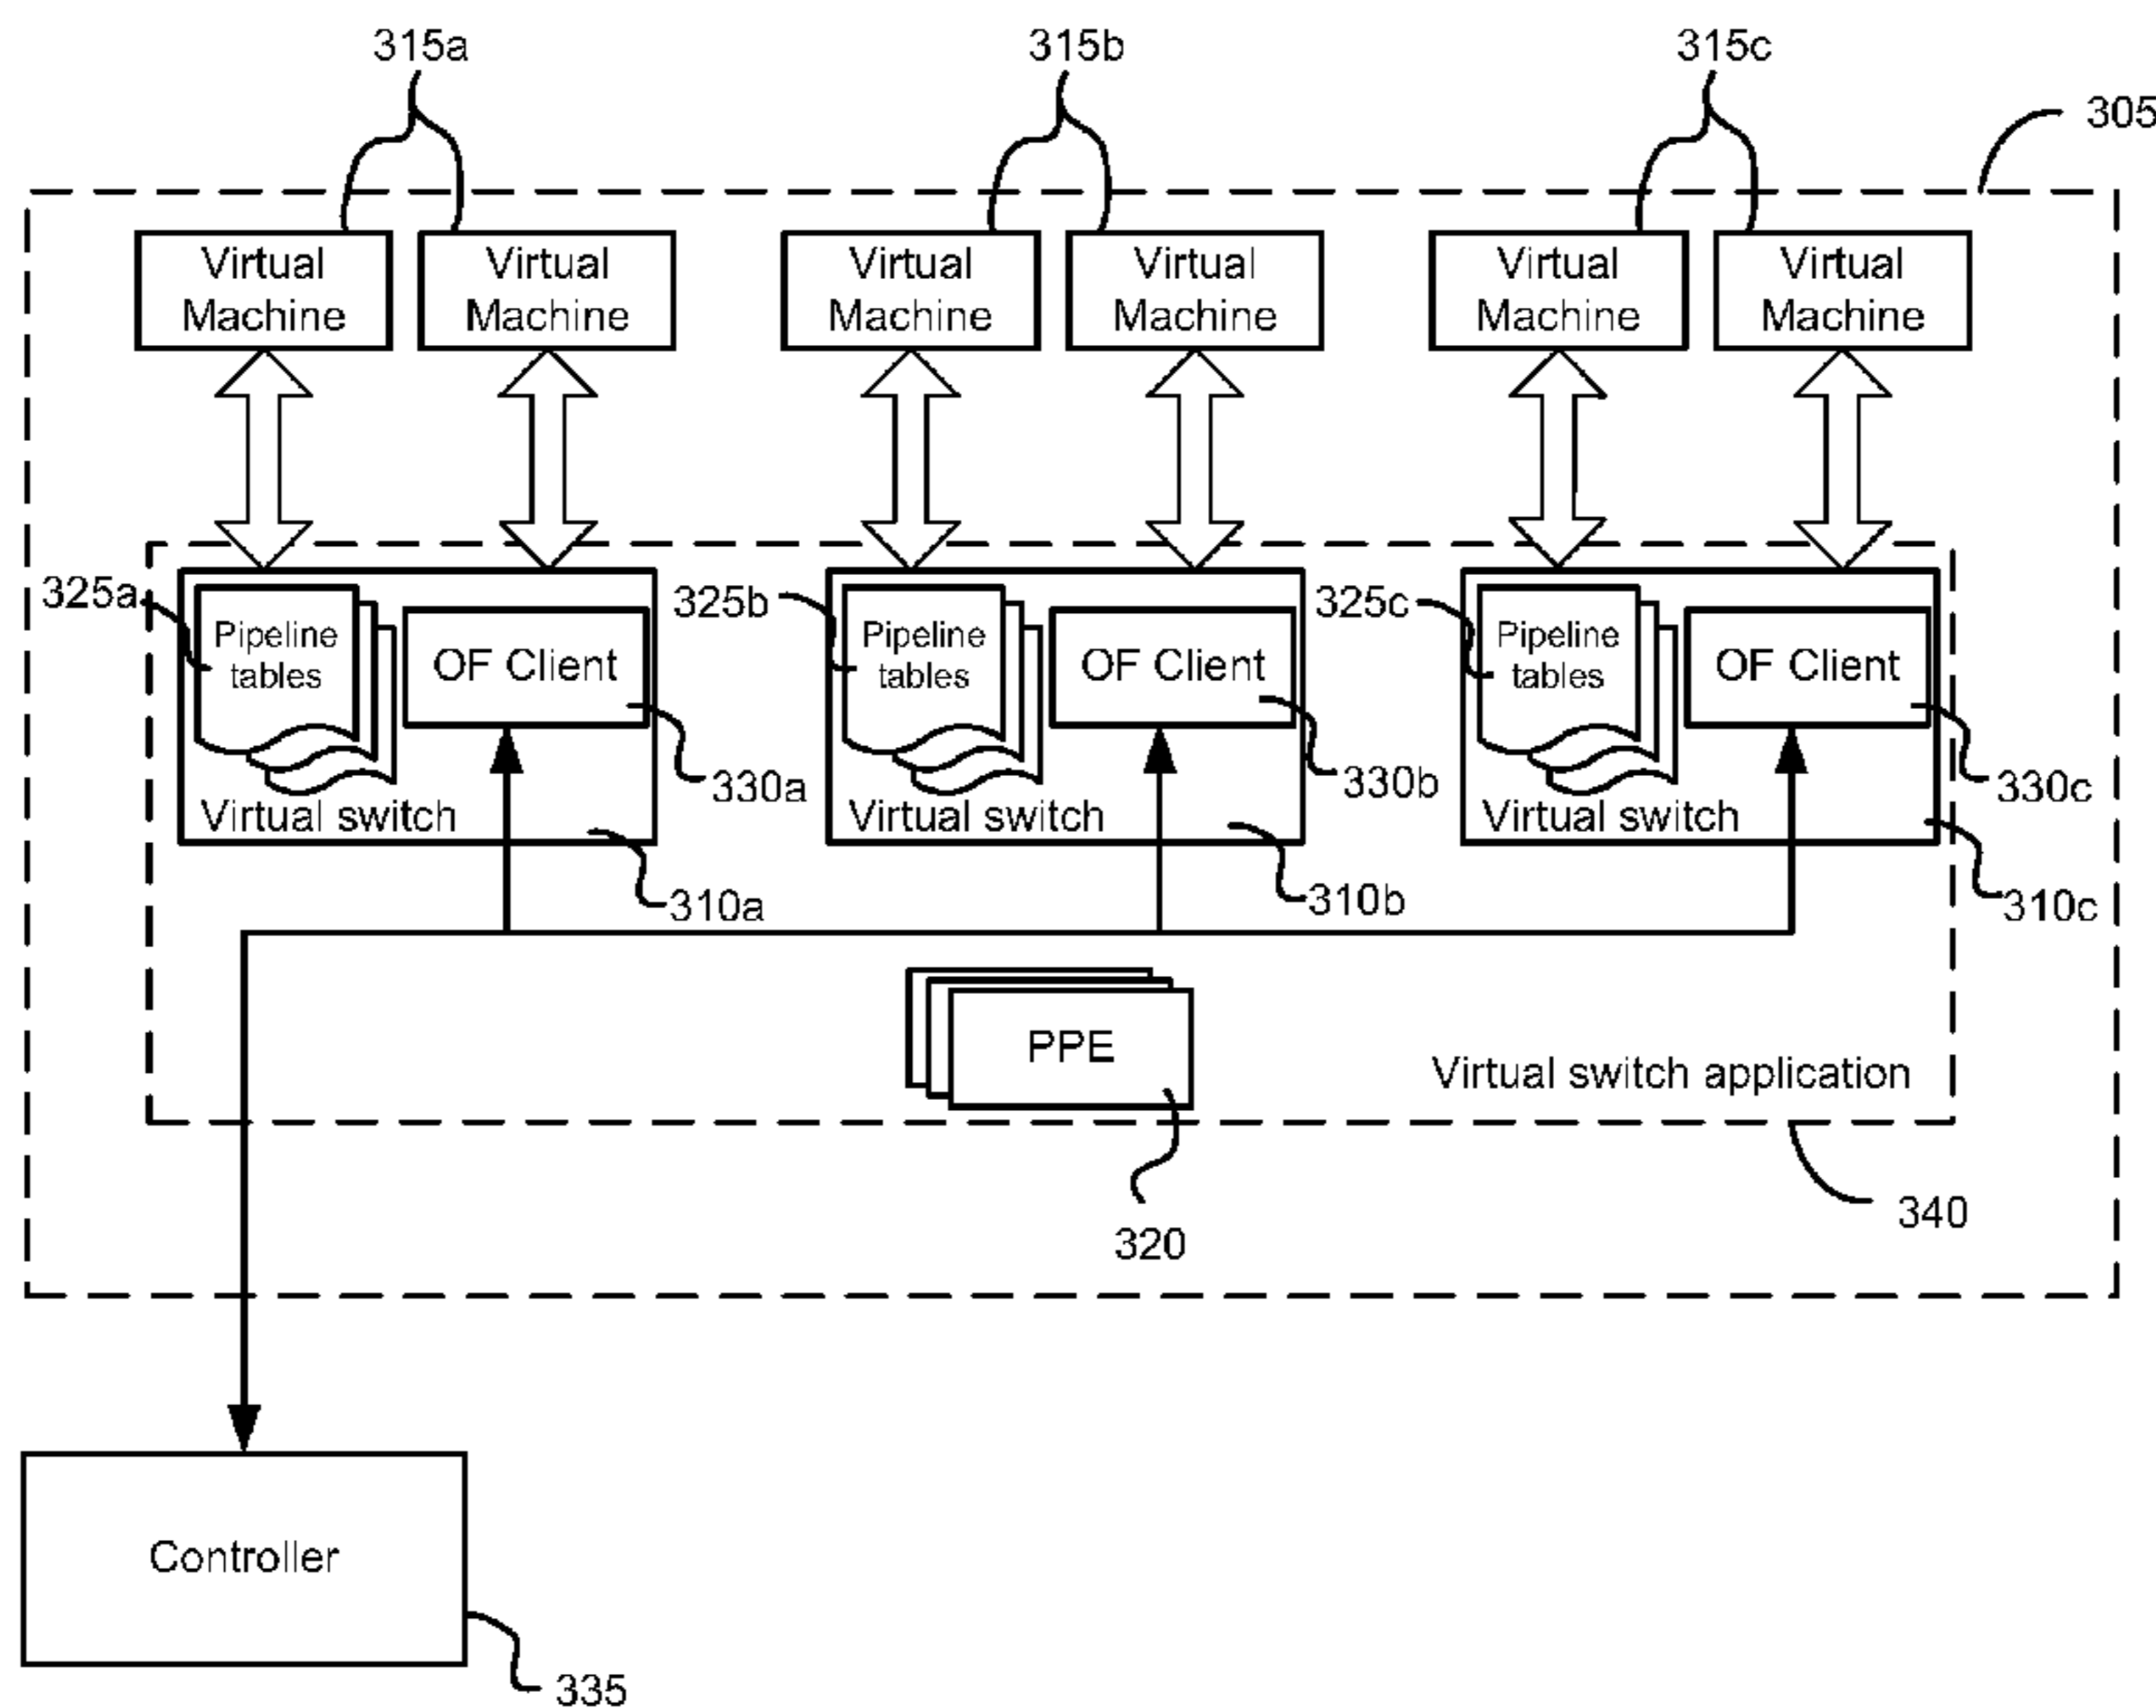 315a
315b
315c
305
Virtual
Machine
Virtual
Machine
Virtual
Machine
Virtual
Machine
Virtual
Machine
Virtual
Machine
325a
Pipeline
tables
OF Client
330a
Virtual switch
310a
325b
Pipeline
tables
OF Client
330b
Virtual switch
310b
325c
Pipeline
tables
OF Client
330c
Virtual switch
310c
PPE
320
Virtual switch application
340
Controller
335